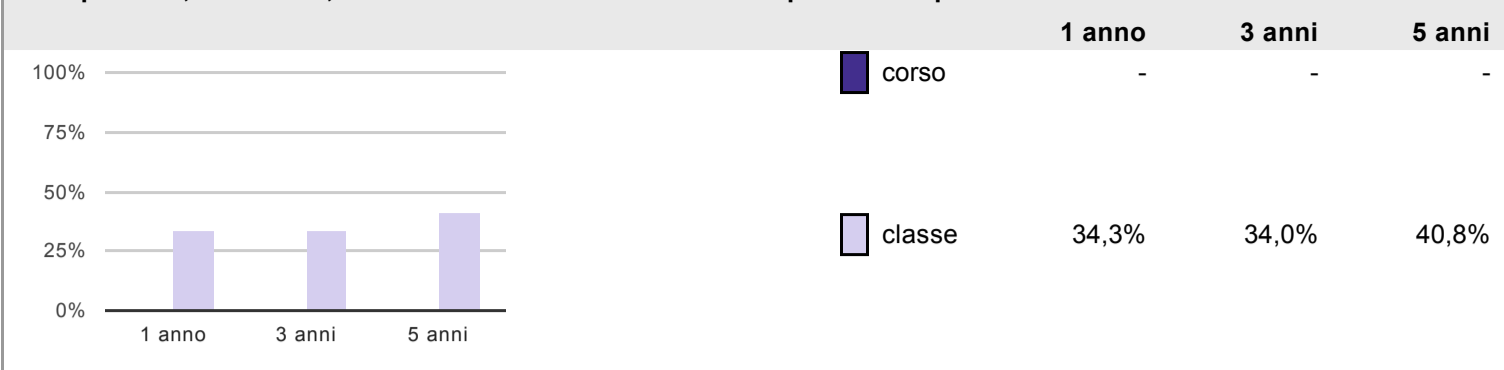 1 anno 3 anni 5 anni
100%
75%
50%
25%
0%
1 anno 3 anni 5 anni
corso - - -
classe 34,3% 34,0% 40,8%